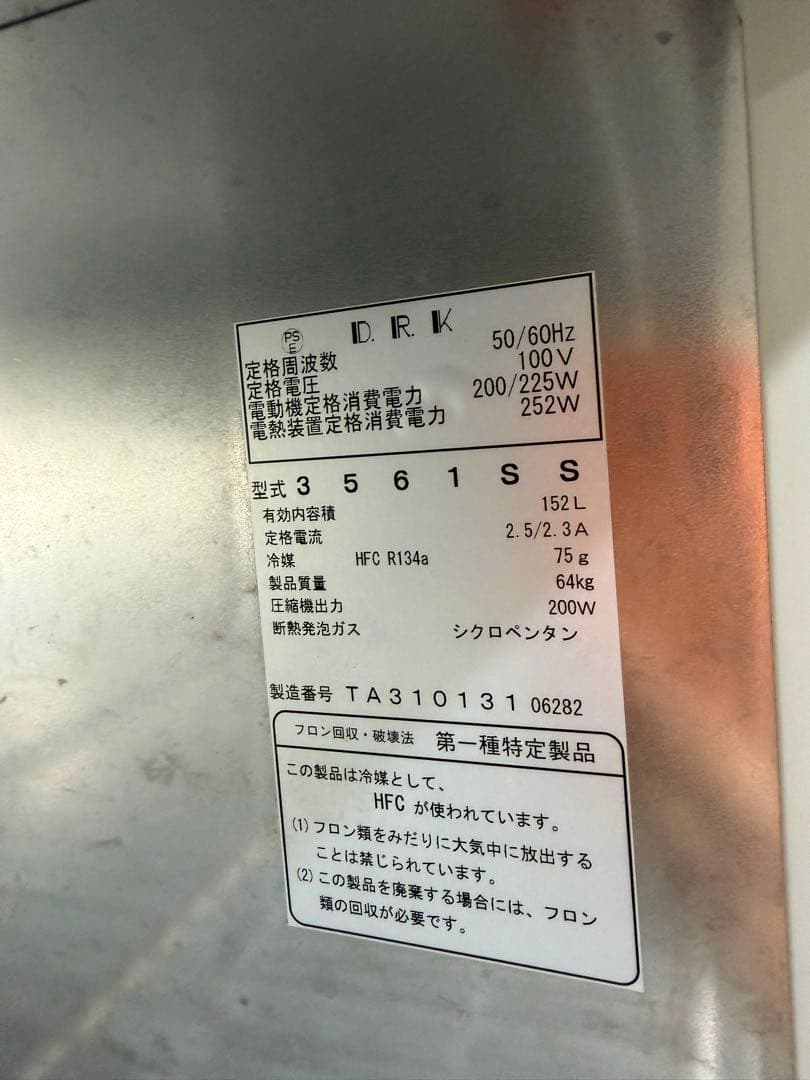 PS
E
D. R. K
定格周波数 50/60Hz
定格電圧 100V
電動機定格消費電力 200/225W
電熱装置定格消費電力 252W
型式 3561SS
有効内容積 152L
定格電流 2.5/2.3A
冷媒 HFC R134a 75g
製品質量 64kg
圧縮機出力 200W
断熱発泡ガス シクロペンタン
製造番号 TA310131 06282
フロン回収・破壊法 第一種特定製品
この製品は冷媒として、
HFC が使われています。
(1) フロン類をみだりに大気中に放出する
ことは禁じられています。
(2) この製品を廃棄する場合には、フロン
類の回収が必要です。